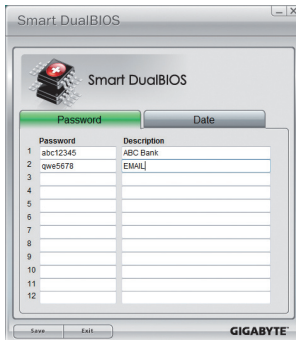 Smart DualBIOS
Smart DualBIOS
Password Date
Password Description
1 abc12345 ABC Bank
2 qwe5678 EMAIL
3
4
5
6
7
8
9
10
11
12
Save Exit GIGABYTE™